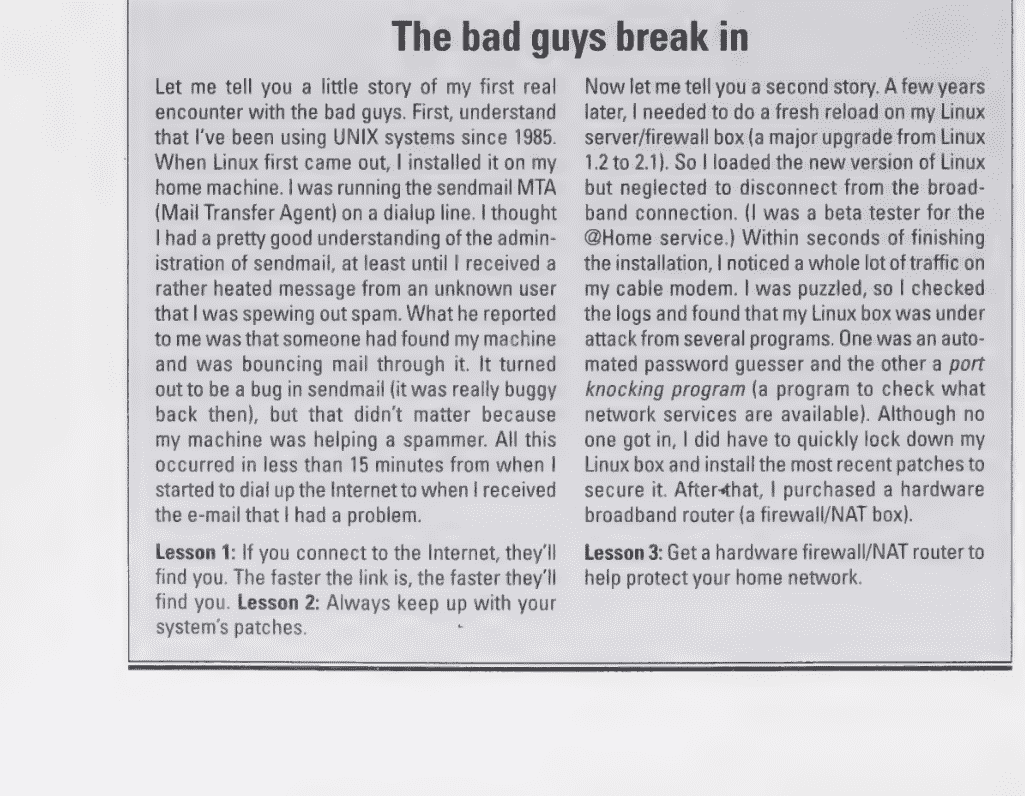 The bad guys break in
Let me tell you a little story of my first real
encounter with the bad guys. First, understand
that I've been using UNIX systems since 1985.
When Linux first came out, I installed it on my
home machine. I was running the sendmail MTA
(Mail Transfer Agent) on a dialup line. I thought
I had a pretty good understanding of the admin-
istration of sendmail, at least until I received a
rather heated message from an unknown user
that I was spewing out spam. What he reported
to me was that someone had found my machine
and was bouncing mail through it. It turned
out to be a bug in sendmail (it was really buggy
back then), but that didn't matter because
my machine was helping a spammer. All this
occurred in less than 15 minutes from when I
started to dial up the Internet to when I received
the e-mail that I had a problem.
Lesson 1: If you connect to the Internet, they'll
find you. The faster the link is, the faster they'll
find you. Lesson 2: Always keep up with your
system's patches.
Now let me tell you a second story. A few years
later, I needed to do a fresh reload on my Linux
server/firewall box (a major upgrade from Linux
1.2 to 2.1). So I loaded the new version of Linux
but neglected to disconnect from the broad-
band connection. (I was a beta tester for the
@Home service.) Within seconds of finishing
the installation, I noticed a whole lot of traffic on
my cable modem. I was puzzled, so I checked
the logs and found that my Linux box was under
attack from several programs. One was an auto-
mated password guesser and the other a port
knocking program (a program to check what
network services are available). Although no
one got in, I did have to quickly lock down my
Linux box and install the most recent patches to
secure it. After that, I purchased a hardware
broadband router (a firewall/NAT box).
Lesson 3: Get a hardware firewall/NAT router to
help protect your home network.